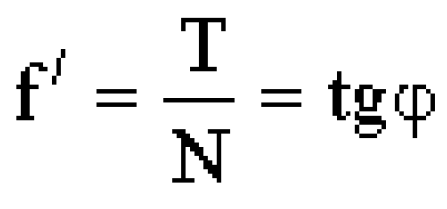 f' = T/N = tgφ